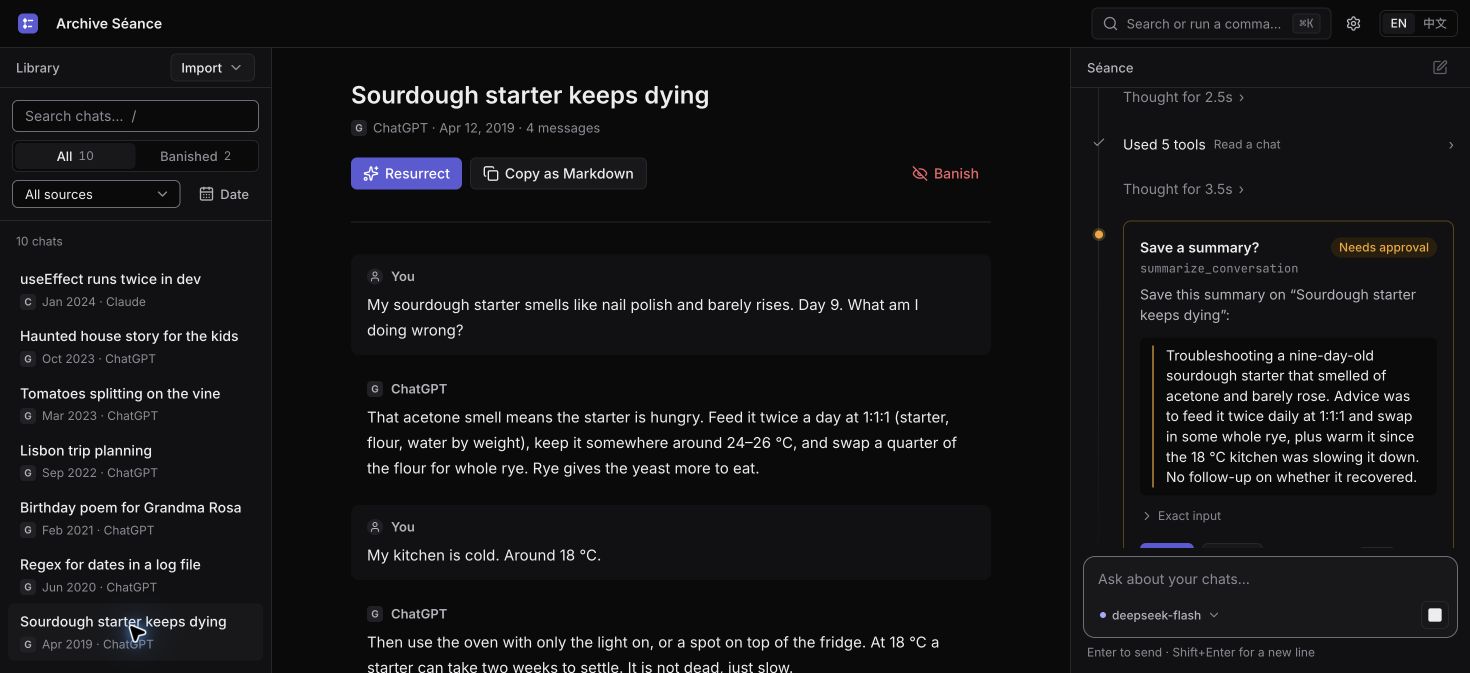 Archive Séance
Search or run a comma... ⌘K
EN 中文
Library
Import
Search chats... /
All 10
Banished 2
All sources
Date
10 chats
useEffect runs twice in dev
C Jan 2024 · Claude
Haunted house story for the kids
G Oct 2023 · ChatGPT
Tomatoes splitting on the vine
G Mar 2023 · ChatGPT
Lisbon trip planning
G Sep 2022 · ChatGPT
Birthday poem for Grandma Rosa
G Feb 2021 · ChatGPT
Regex for dates in a log file
G Jun 2020 · ChatGPT
Sourdough starter keeps dying
G Apr 2019 · ChatGPT
Sourdough starter keeps dying
G ChatGPT · Apr 12, 2019 · 4 messages
Resurrect
Copy as Markdown
Banish
You
My sourdough starter smells like nail polish and barely rises. Day 9. What am I
doing wrong?
G ChatGPT
That acetone smell means the starter is hungry. Feed it twice a day at 1:1:1 (starter,
flour, water by weight), keep it somewhere around 24–26 °C, and swap a quarter of
the flour for whole rye. Rye gives the yeast more to eat.
You
My kitchen is cold. Around 18 °C.
G ChatGPT
Then use the oven with only the light on, or a spot on top of the fridge. At 18 °C a
starter can take two weeks to settle. It is not dead, just slow.
Séance
Thought for 2.5s
Used 5 tools Read a chat
Thought for 3.5s
Save a summary?
Needs approval
summarize_conversation
Save this summary on “Sourdough starter
keeps dying”:
Troubleshooting a nine-day-old
sourdough starter that smelled of
acetone and barely rose. Advice was
to feed it twice daily at 1:1:1 and swap
in some whole rye, plus warm it since
the 18 °C kitchen was slowing it down.
No follow-up on whether it recovered.
Exact input
Ask about your chats...
deepseek-flash
Enter to send · Shift+Enter for a new line